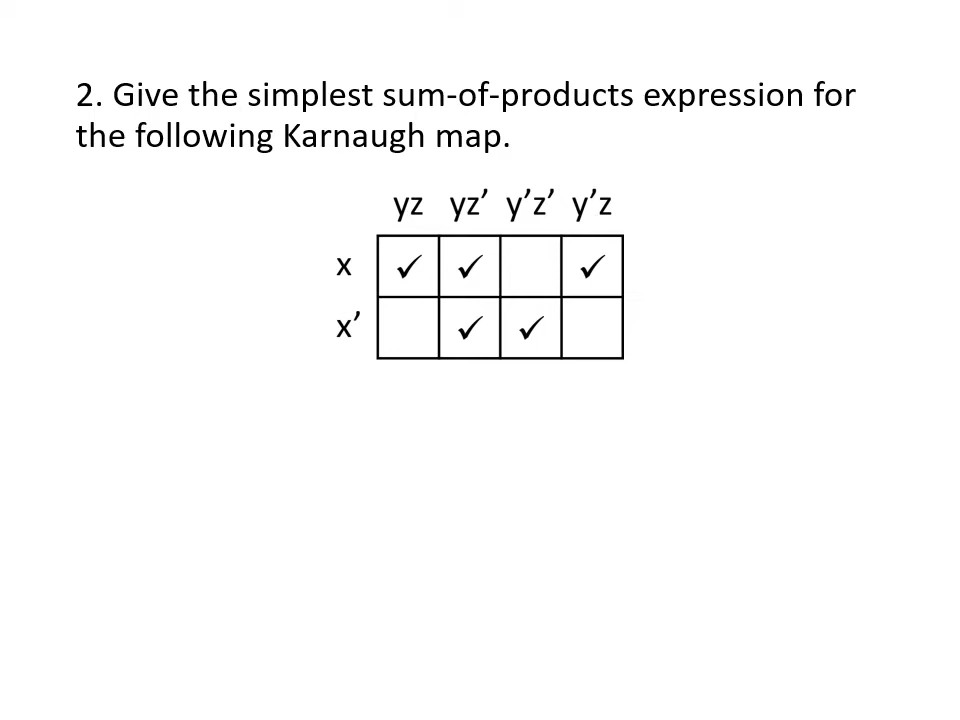 2. Give the simplest sum-of-products expression for
the following Karnaugh map.
yz yz’ y’z’ y’z
x ✓ ✓ ✓
x’ ✓ ✓